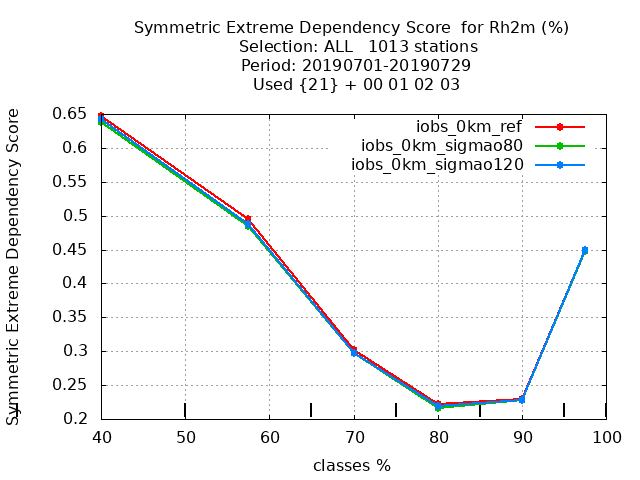 Symmetric Extreme Dependency Score  for Rh2m (%)
Selection: ALL   1013 stations
Period: 20190701-20190729
Used {21} + 00 01 02 03
Symmetric Extreme Dependency Score
0.65
0.6
0.55
0.5
0.45
0.4
0.35
0.3
0.25
0.2
iobs_0km_ref
iobs_0km_sigmao80
iobs_0km_sigmao120
40 50 60 70 80 90 100
classes %